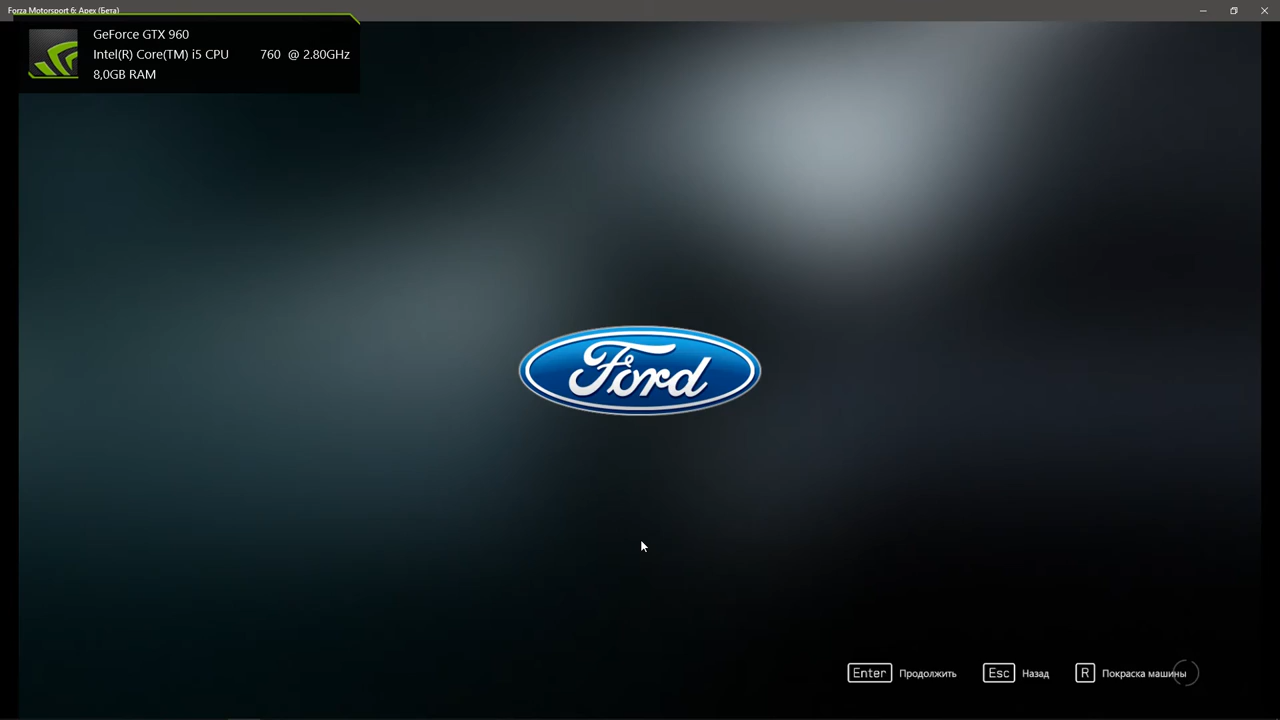 Forza Motorsport 6: Apex (Бета)
GeForce GTX 960
Intel(R) Core(TM) i5 CPU 760 @ 2.80GHz
8,0GB RAM
Ford
Enter Продолжить Esc Назад R Покраска машины